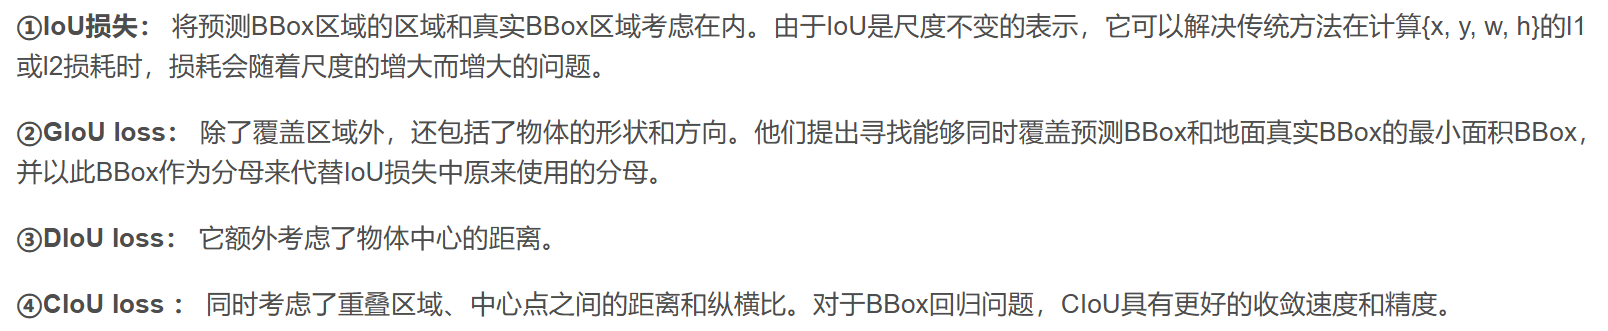 ①IoU损失： 将预测BBox区域的区域和真实BBox区域考虑在内。由于IoU是尺度不变的表示，它可以解决传统方法在计算{x, y, w, h}的l1
或l2损耗时，损耗会随着尺度的增大而增大的问题。
②GIoU loss： 除了覆盖区域外，还包括了物体的形状和方向。他们提出寻找能够同时覆盖预测BBox和地面真实BBox的最小面积BBox，
并以此BBox作为分母来代替IoU损失中原来使用的分母。
③DIoU loss： 它额外考虑了物体中心的距离。
④CIoU loss ： 同时考虑了重叠区域、中心点之间的距离和纵横比。对于BBox回归问题，CIoU具有更好的收敛速度和精度。